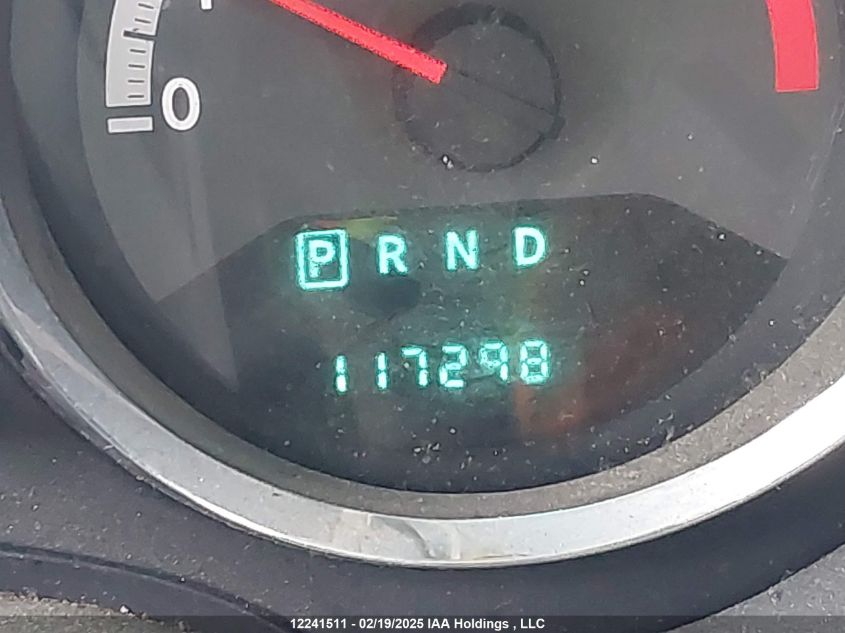 0
P R N D
117298
12241511 - 02/19/2025 IAA Holdings , LLC